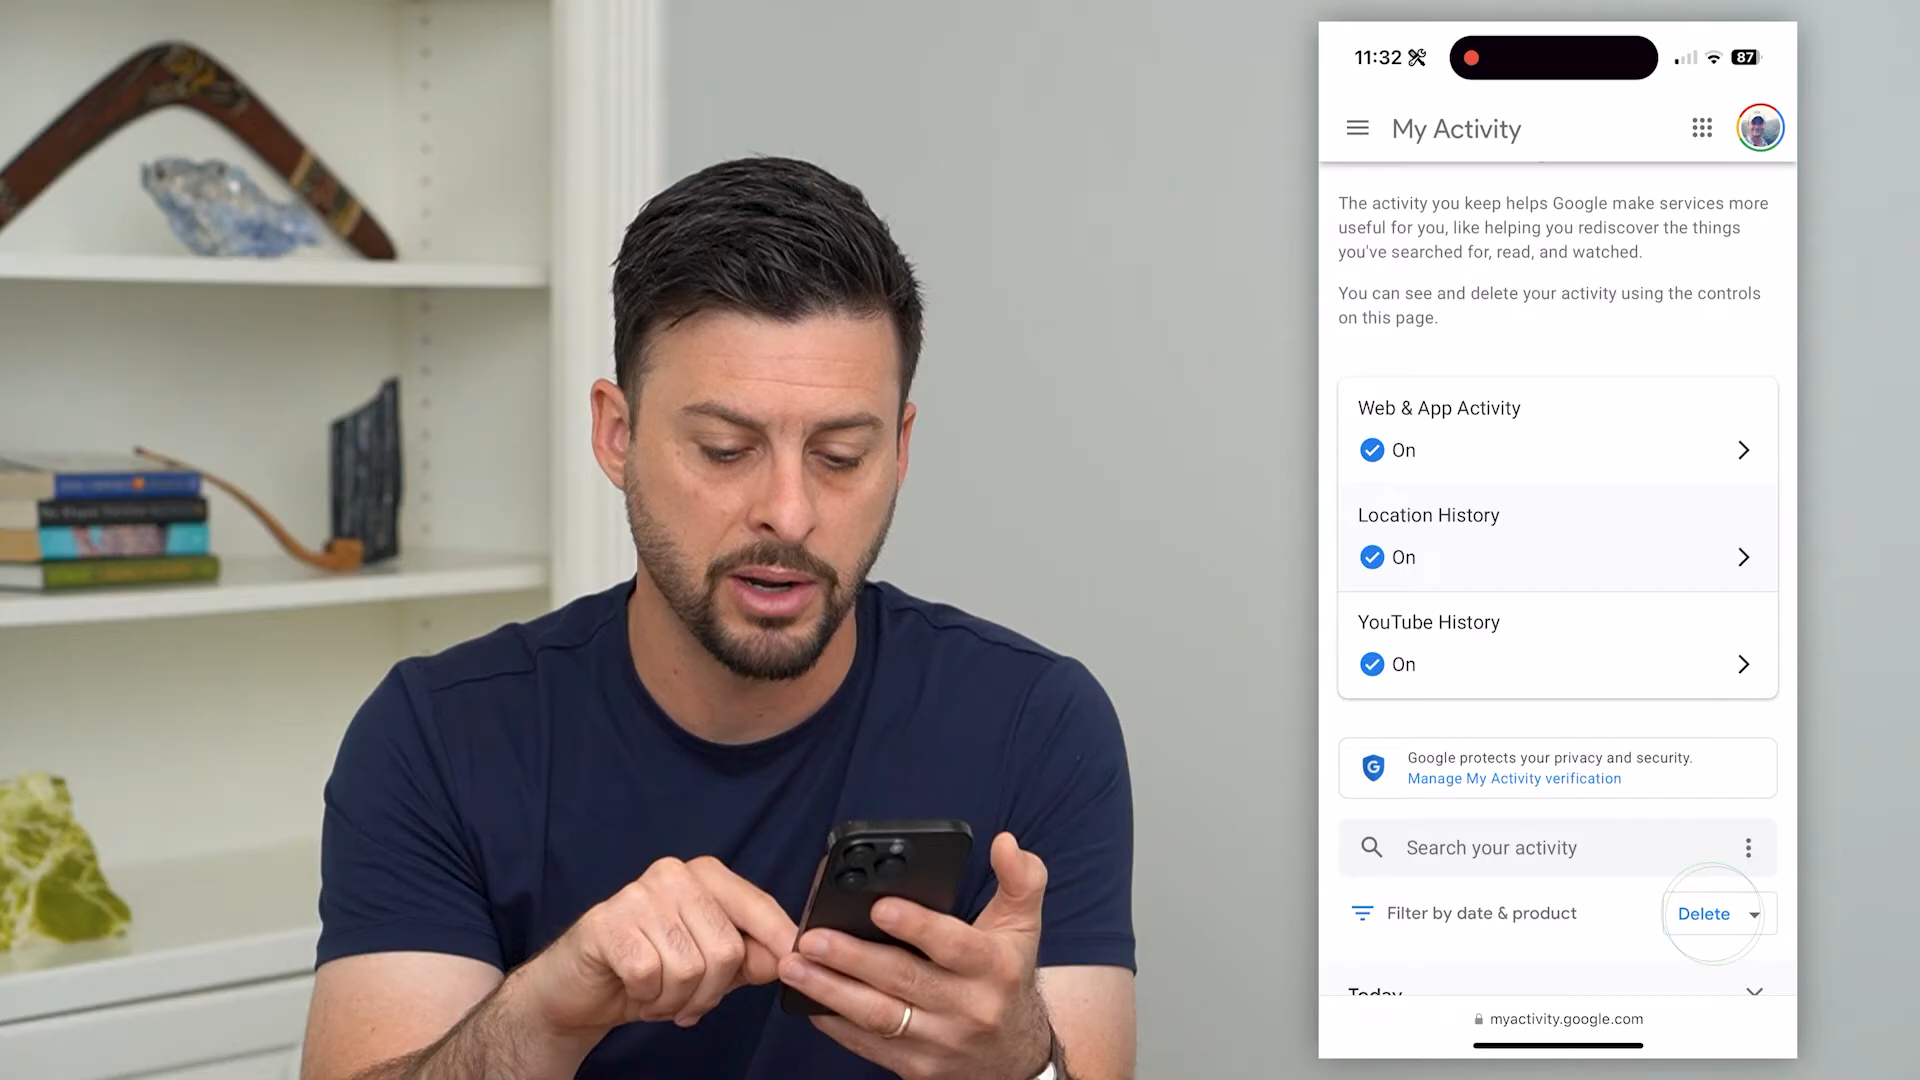 11:32
87
My Activity
The activity you keep helps Google make services more
useful for you, like helping you rediscover the things
you've searched for, read, and watched.
You can see and delete your activity using the controls
on this page.
Web & App Activity
On
Location History
On
YouTube History
On
Google protects your privacy and security.
Manage My Activity verification
Search your activity
Filter by date & product
Delete
Today
myactivity.google.com